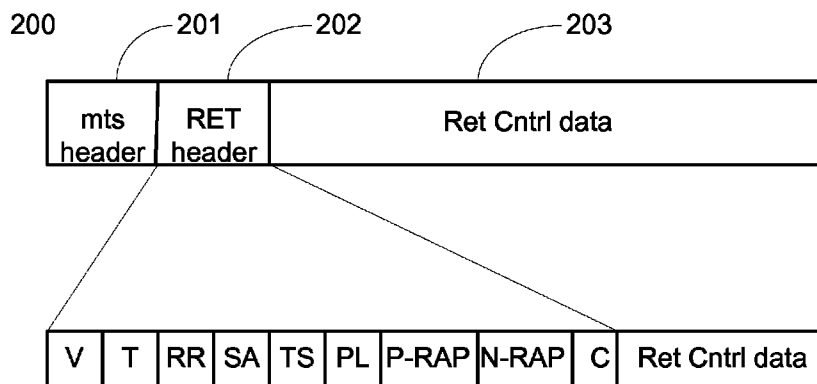 200 201 202 203
mts header RET header Ret Cntrl data
V T RR SA TS PL P-RAP N-RAP C Ret Cntrl data